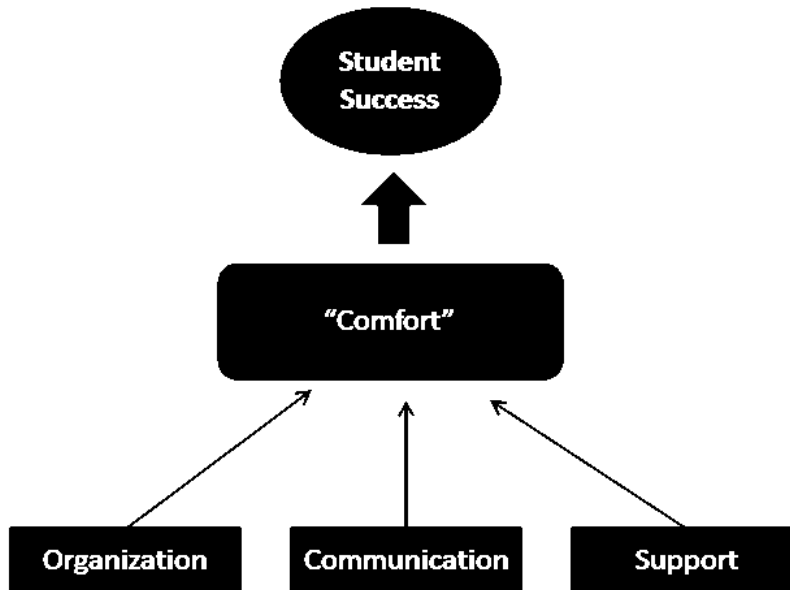 Student
Success
“Comfort”
Organization
Communication
Support